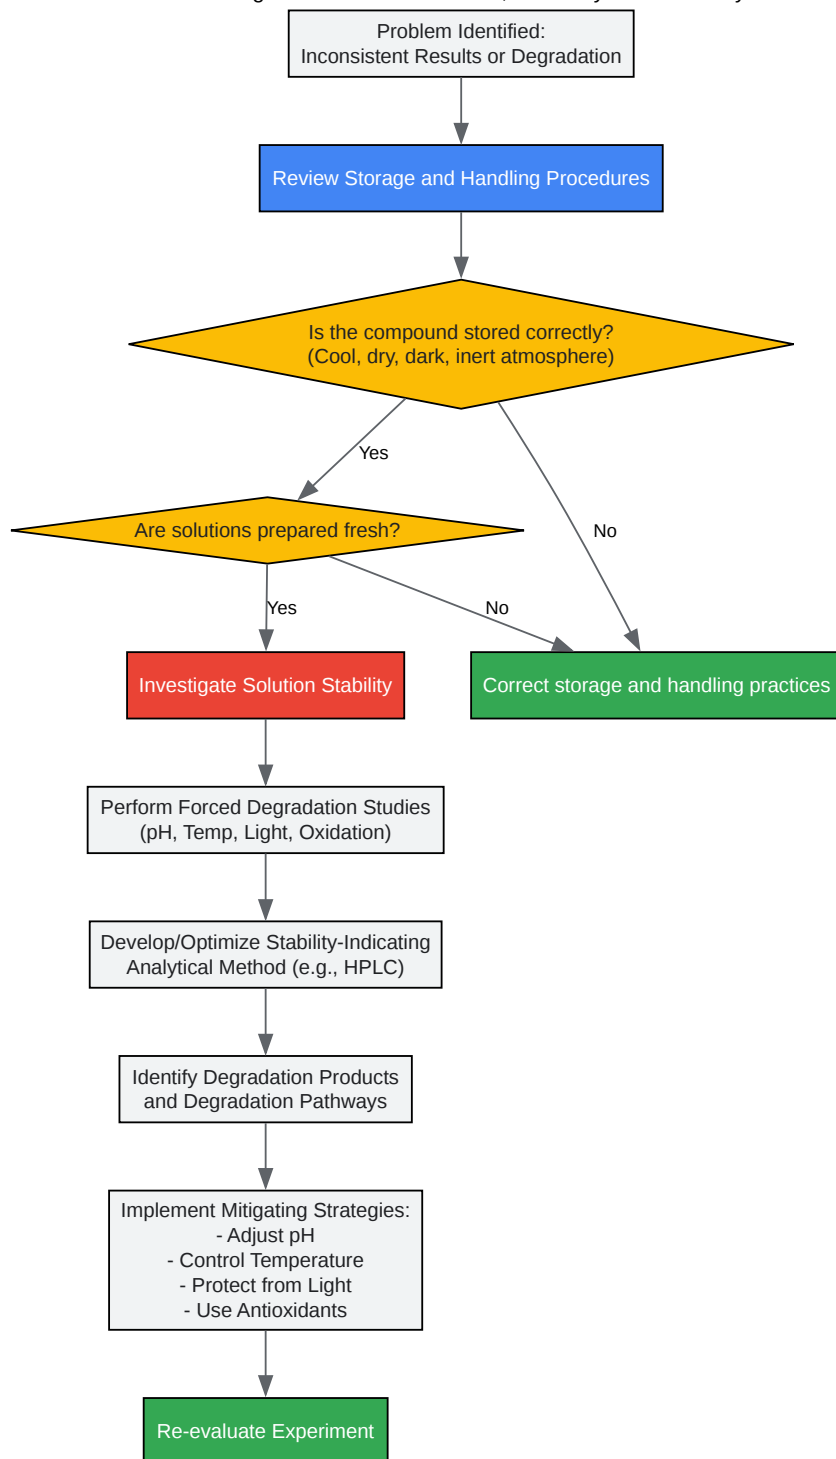 Problem Identified:
Inconsistent Results or Degradation
Review Storage and Handling Procedures
Is the compound stored correctly?
(Cool, dry, dark, inert atmosphere)
Yes
No
Are solutions prepared fresh?
Yes
No
Investigate Solution Stability
Correct storage and handling practices
Perform Forced Degradation Studies
(pH, Temp, Light, Oxidation)
Develop/Optimize Stability-Indicating
Analytical Method (e.g., HPLC)
Identify Degradation Products
and Degradation Pathways
Implement Mitigating Strategies:
- Adjust pH
- Control Temperature
- Protect from Light
- Use Antioxidants
Re-evaluate Experiment